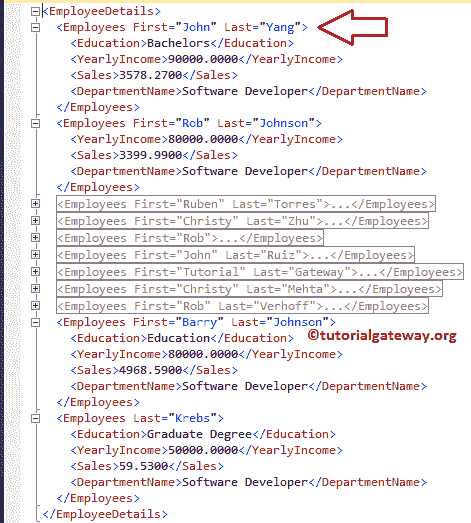 <EmployeeDetails>
<Employees First="John" Last="Yang">
<Education>Bachelors</Education>
<YearlyIncome>90000.0000</YearlyIncome>
<Sales>3578.2700</Sales>
<DepartmentName>Software Developer</DepartmentName>
</Employees>
<Employees First="Rob" Last="Johnson">
<YearlyIncome>80000.0000</YearlyIncome>
<Sales>3399.9900</Sales>
<DepartmentName>Software Developer</DepartmentName>
</Employees>
<Employees First="Ruben" Last="Torres">...</Employees>
<Employees First="Christy" Last="Zhu">...</Employees>
<Employees First="Rob">...</Employees>
<Employees First="John" Last="Ruiz">...</Employees>
<Employees First="Tutorial" Last="Gateway">...</Employees>
<Employees First="Christy" Last="Mehta">...</Employees>
<Employees First="Rob" Last="Verhoff">...</Employees>
<Employees First="Barry" Last="Johnson">
<Education>Education</Education> ©tutorialgateway.org
<YearlyIncome>80000.0000</YearlyIncome>
<Sales>4968.5900</Sales>
<DepartmentName>Software Developer</DepartmentName>
</Employees>
<Employees Last="Krebs">
<Education>Graduate Degree</Education>
<YearlyIncome>50000.0000</YearlyIncome>
<Sales>59.5300</Sales>
<DepartmentName>Software Developer</DepartmentName>
</Employees>
</EmployeeDetails>